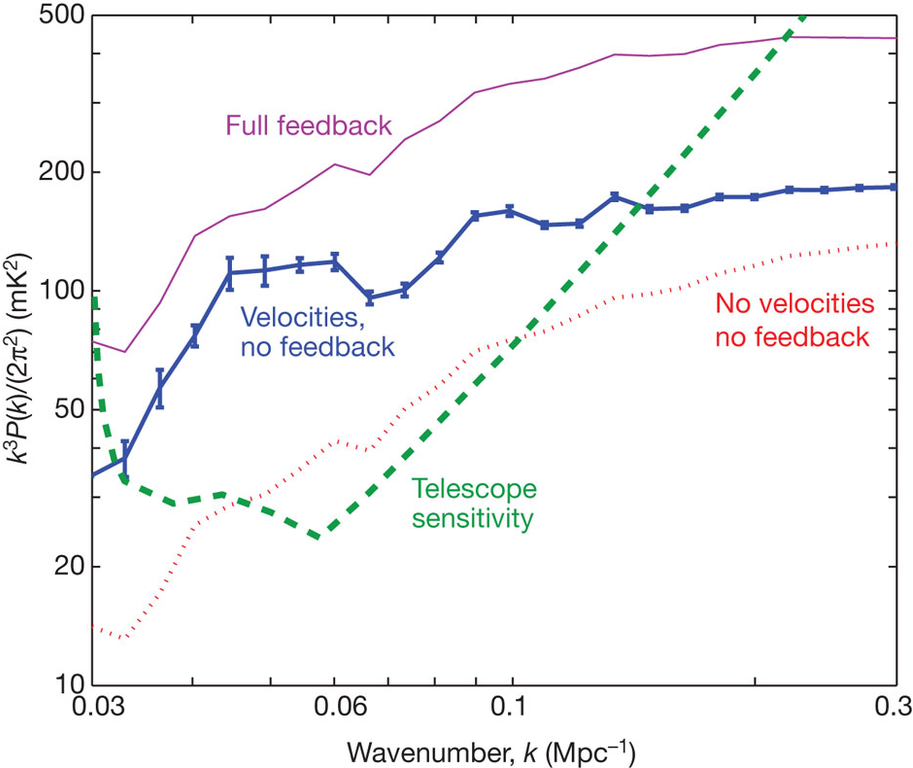 500
200
100
50
20
10
k³P(k)/(2π²) (mK²)
Full feedback
Velocities,
no feedback
No velocities
no feedback
Telescope
sensitivity
0.03
0.06
0.1
0.3
Wavenumber, k (Mpc⁻¹)